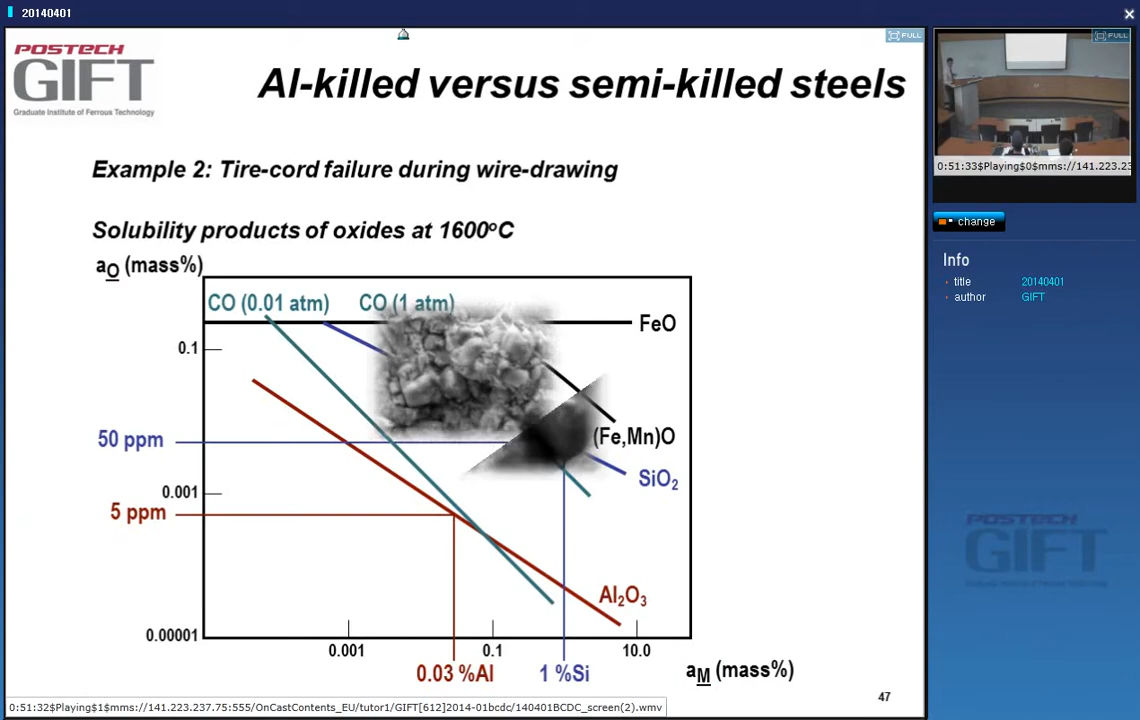 20140401
POSTECH
GIFT
Graduate Institute of Ferrous Technology
Al-killed versus semi-killed steels
Example 2: Tire-cord failure during wire-drawing
Solubility products of oxides at 1600°C
aO (mass%)
CO (0.01 atm) CO (1 atm)
FeO
0.1
50 ppm
(Fe,Mn)O
SiO2
0.001
5 ppm
Al2O3
0.00001
0.001 0.1 10.0
0.03 %Al 1 %Si aM (mass%)
47
0:51:32$Playing$1$mms://141.223.237.75:555/OnCastContents_EU/tutor1/GIFT[612]2014-01bcdc/140401BCDC_screen(2).wmv
FULL
FULL
0:51:33$Playing$0$mms://141.223.23
change
Info
title 20140401
author GIFT
POSTECH
GIFT